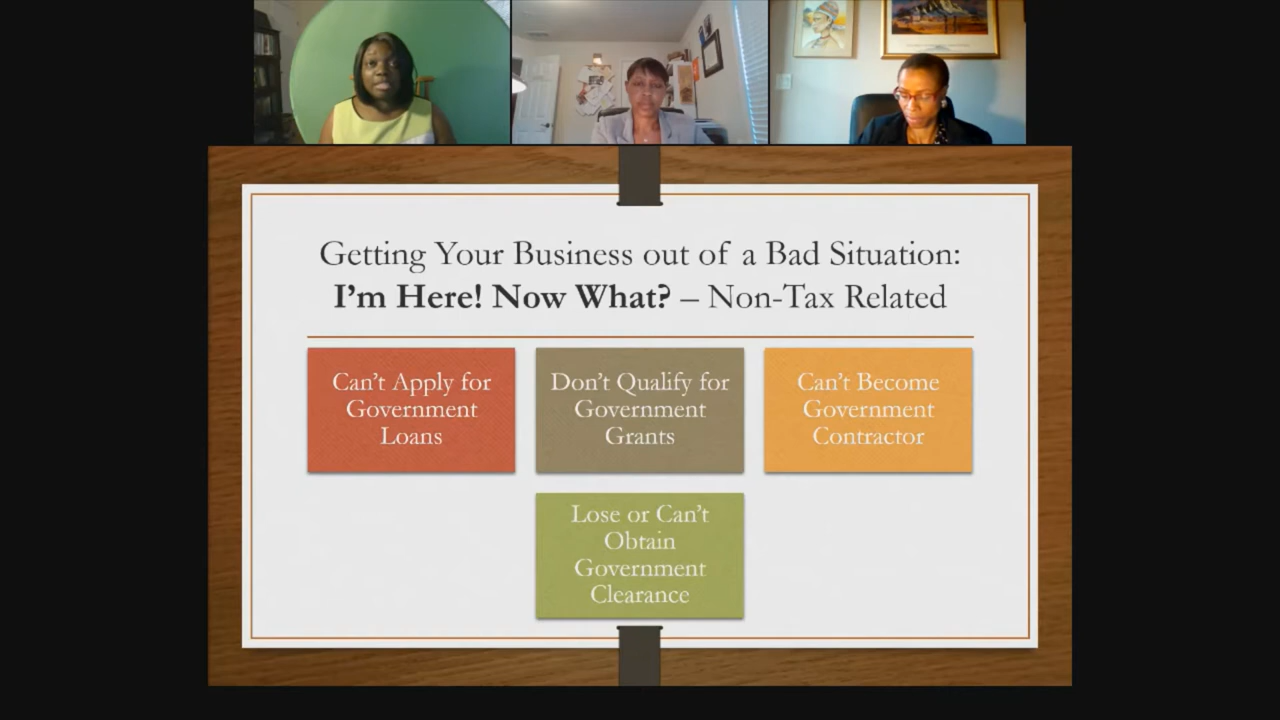 Getting Your Business out of a Bad Situation:
I'm Here! Now What? – Non-Tax Related
Can't Apply for
Government
Loans
Don't Qualify for
Government
Grants
Can't Become
Government
Contractor
Lose or Can't
Obtain
Government
Clearance